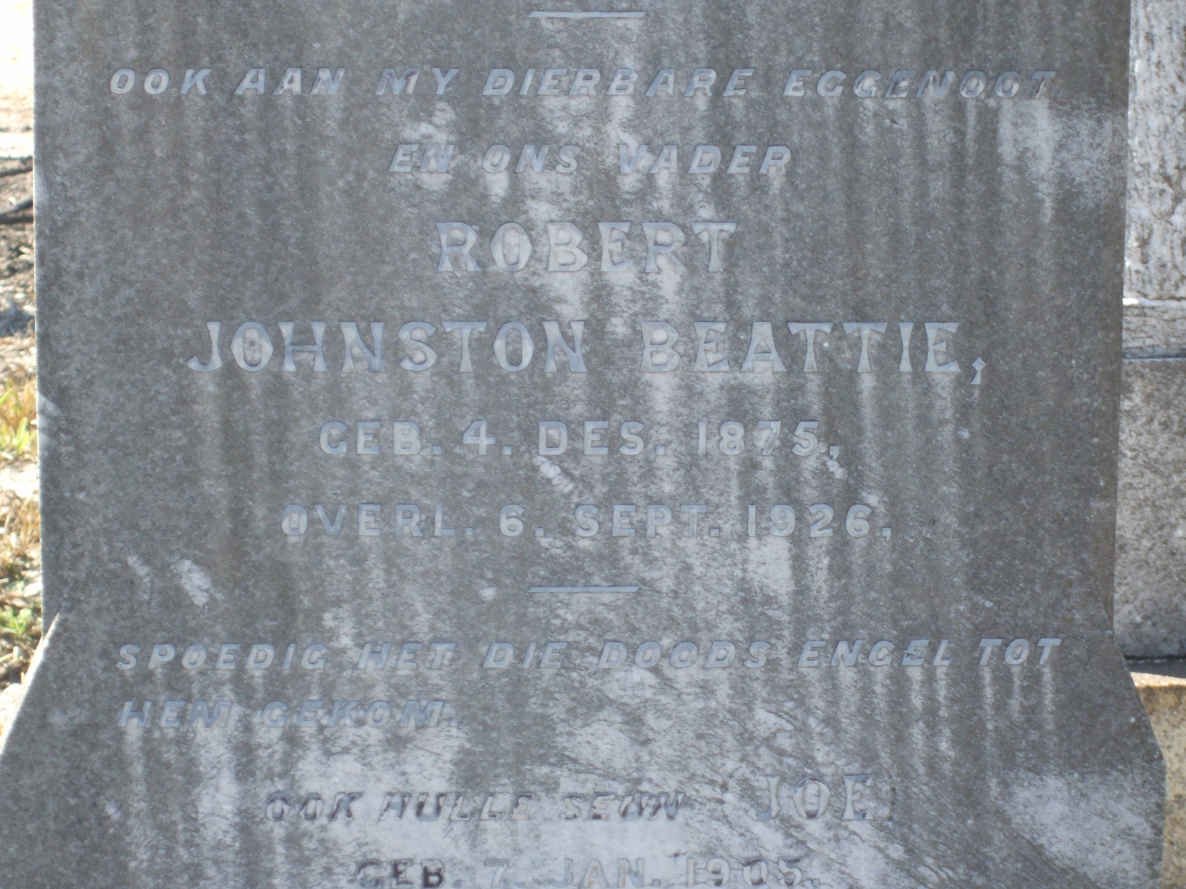 OOK AAN MY DIERBARE EGGENOOT
EN ONS VADER
ROBERT
JOHNSTON BEATTIE,
GEB. 4. DES. 1875,
OVERL. 6. SEPT. 1926.
SPOEDIG HET DIE DOODS ENGEL TOT
HEM GEKOM.
OOK HULLE SEUN JOE
GEB. 7. JAN. 1905.